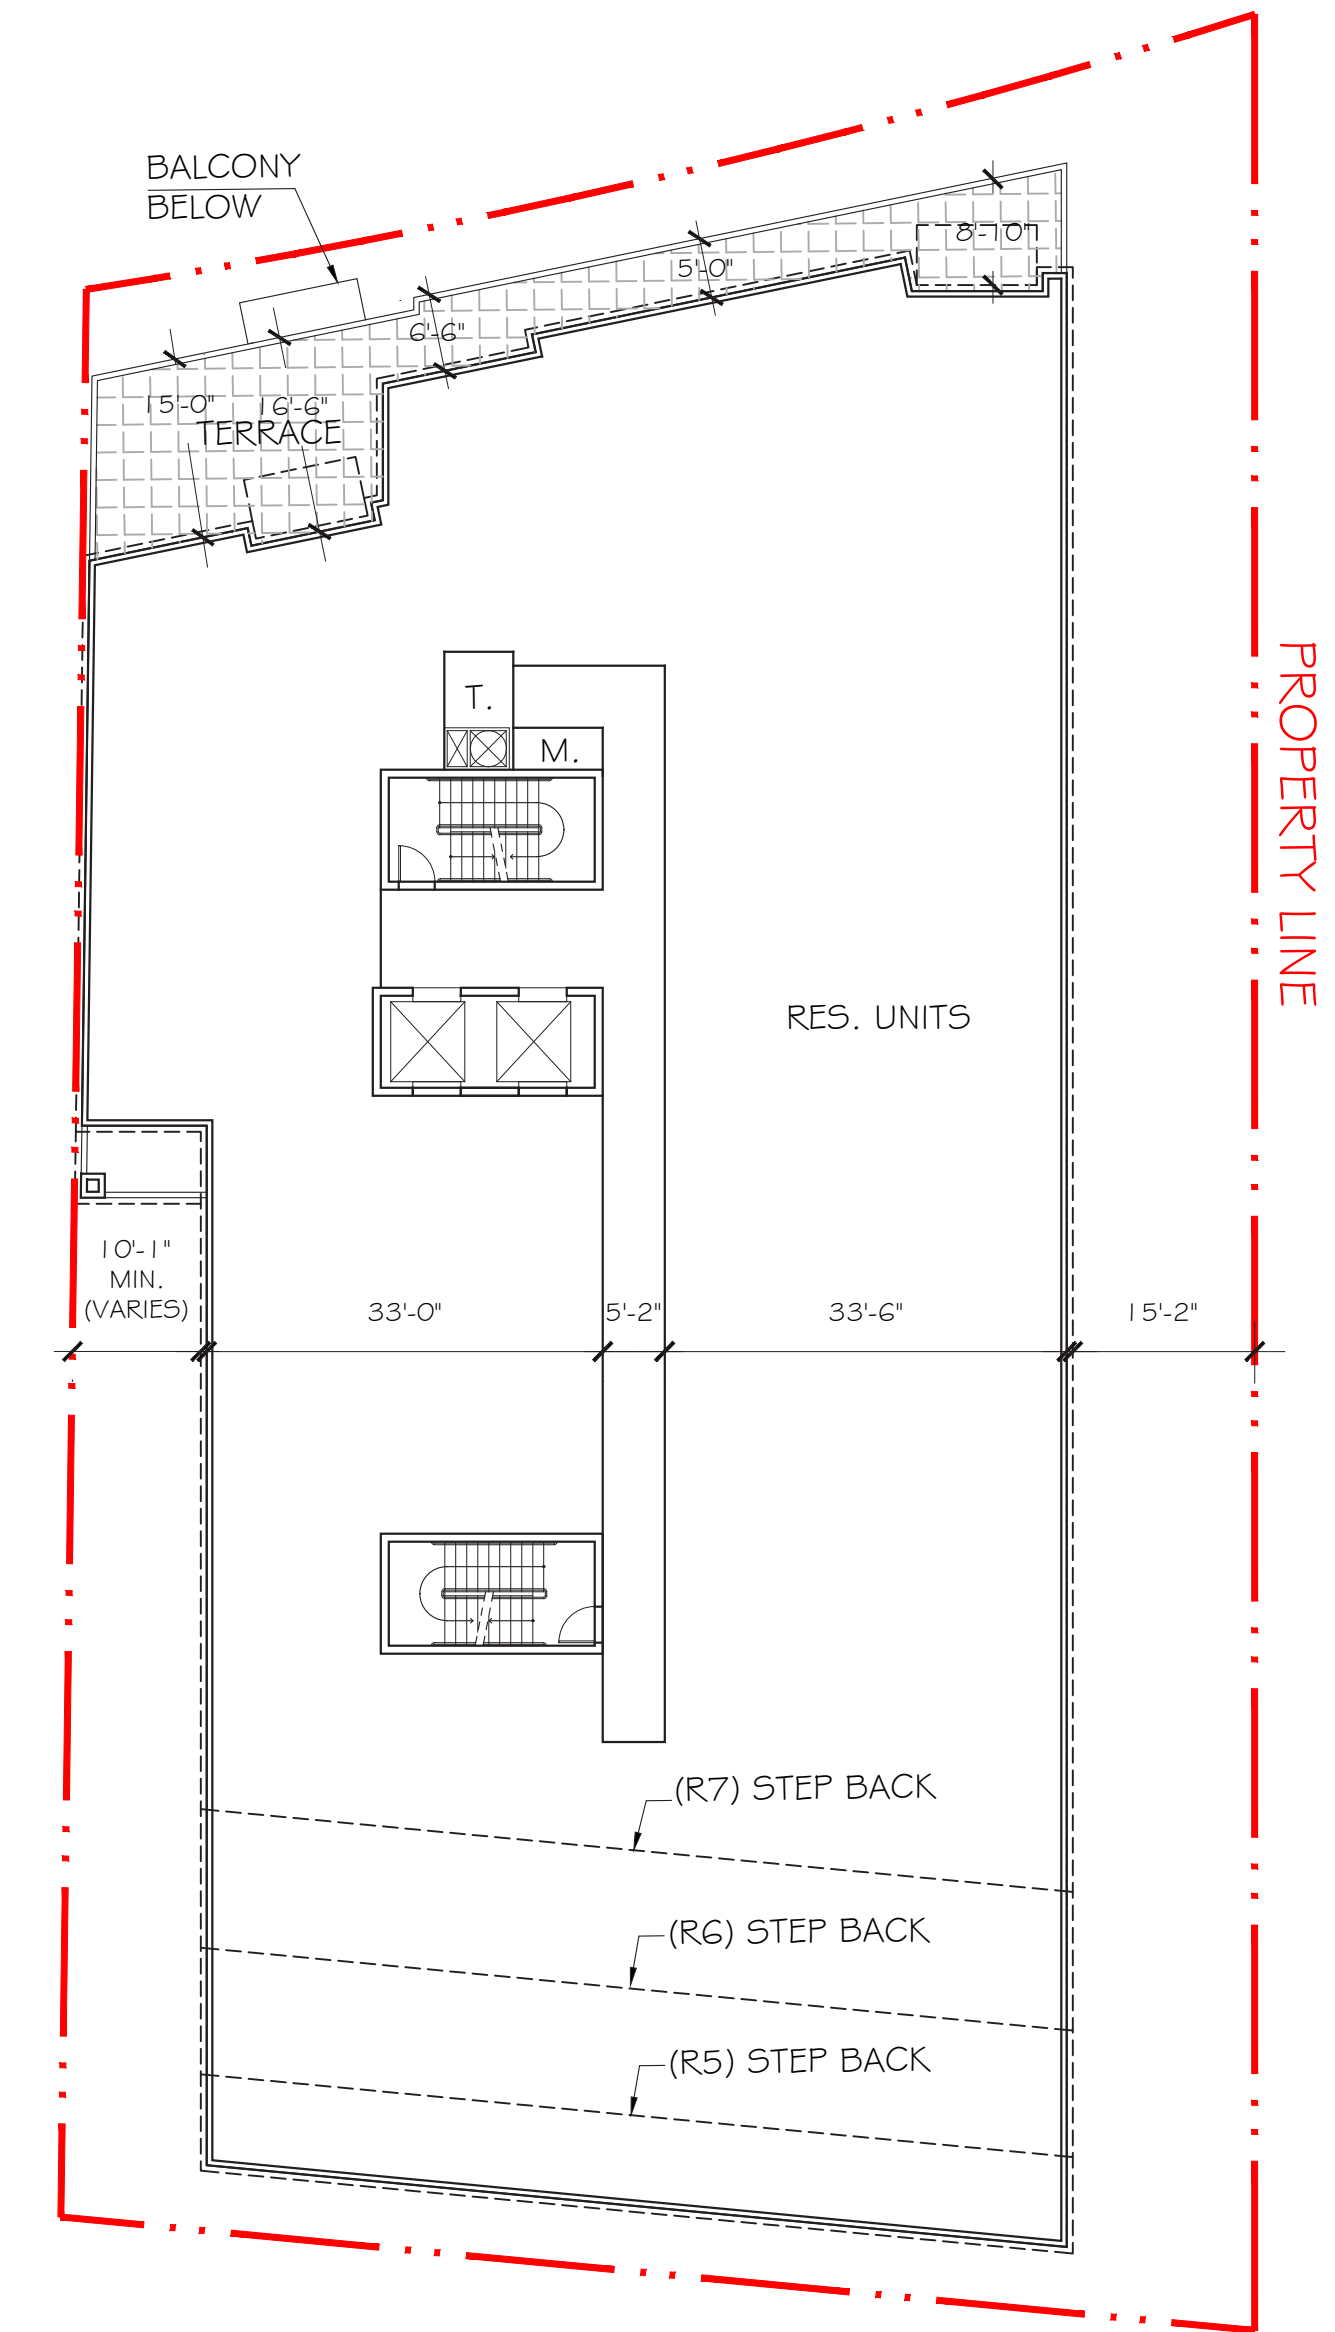 BALCONY
BELOW
8'-10"
5'-0"
6'-6"
15'-0"
16'-6"
TERRACE
T.
M.
PROPERTY LINE
RES. UNITS
10'-1"
MIN.
(VARIES)
33'-0"
5'-2"
33'-6"
15'-2"
(R7) STEP BACK
(R6) STEP BACK
(R5) STEP BACK